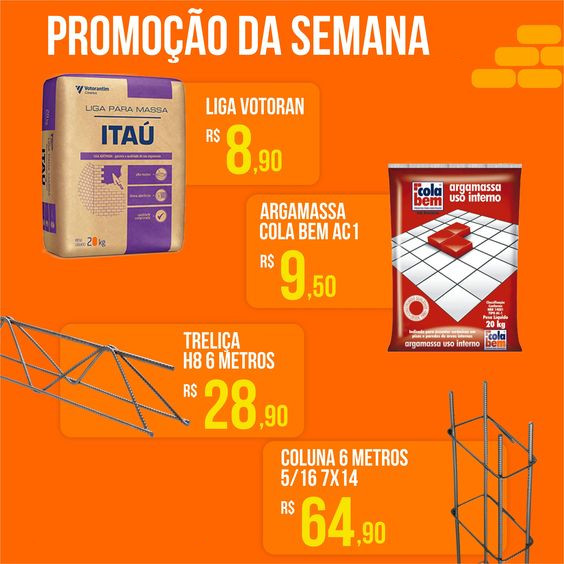 PROMOÇÃO DA SEMANA
Votorantim
Cimentos
LIGA PARA MASSA
ITAÚ
20 kg
LIGA VOTORAN
R$ 8,90
ARGAMASSA
COLA BEM AC1
R$ 9,50
cola
bem
argamassa
uso interno
Peso Líquido
20 kg
argamassa uso interno
cola
bem
TRELIÇA
H8 6 METROS
R$ 28,90
COLUNA 6 METROS
5/16 7X14
R$ 64,90